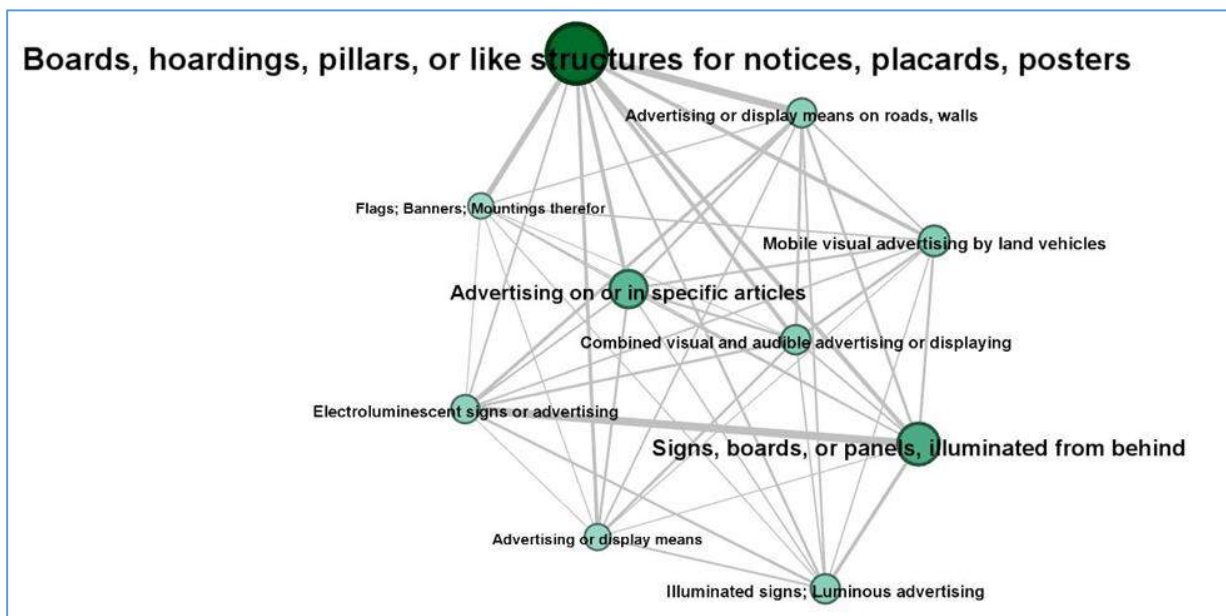 Boards, hoardings, pillars, or like structures for notices, placards, posters
Advertising or display means on roads, walls
Flags; Banners; Mountings therefor
Mobile visual advertising by land vehicles
Advertising on or in specific articles
Combined visual and audible advertising or displaying
Electroluminescent signs or advertising
Signs, boards, or panels, illuminated from behind
Advertising or display means
Illuminated signs; Luminous advertising